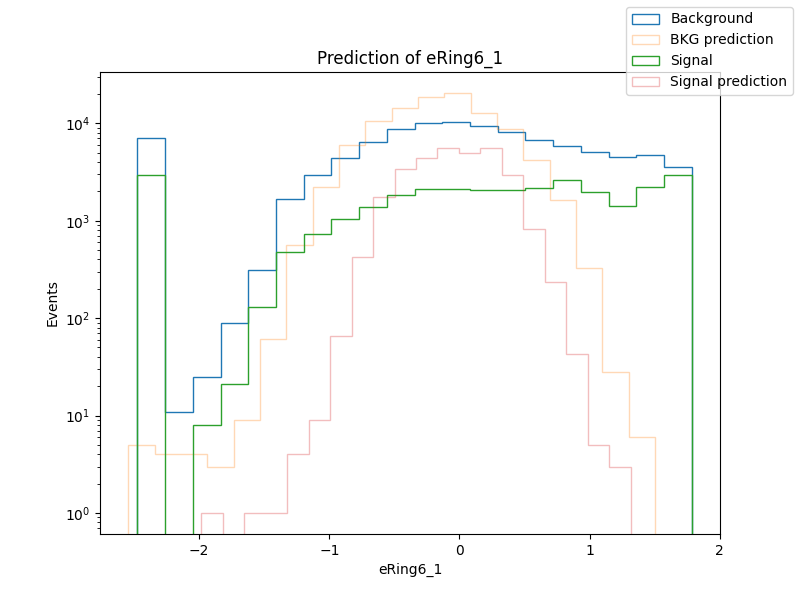 Prediction of eRing6_1
Background
BKG prediction
Signal
Signal prediction
Events
10⁴
10³
10²
10¹
10⁰
−2
−1
0
1
2
eRing6_1